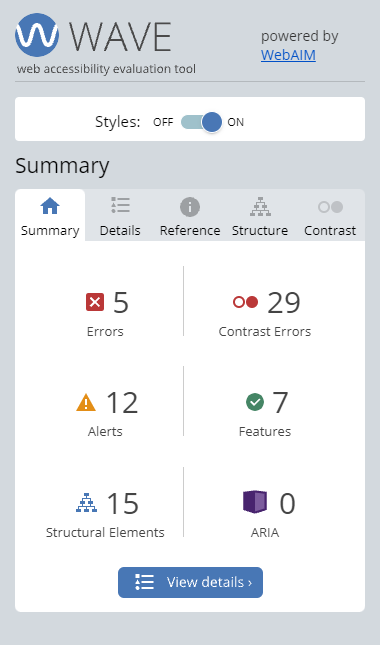 WAVE
web accessibility evaluation tool
powered by
WebAIM
Styles: OFF ON
Summary
Summary Details Reference Structure Contrast
5
Errors
29
Contrast Errors
12
Alerts
7
Features
15
Structural Elements
0
ARIA
View details ›